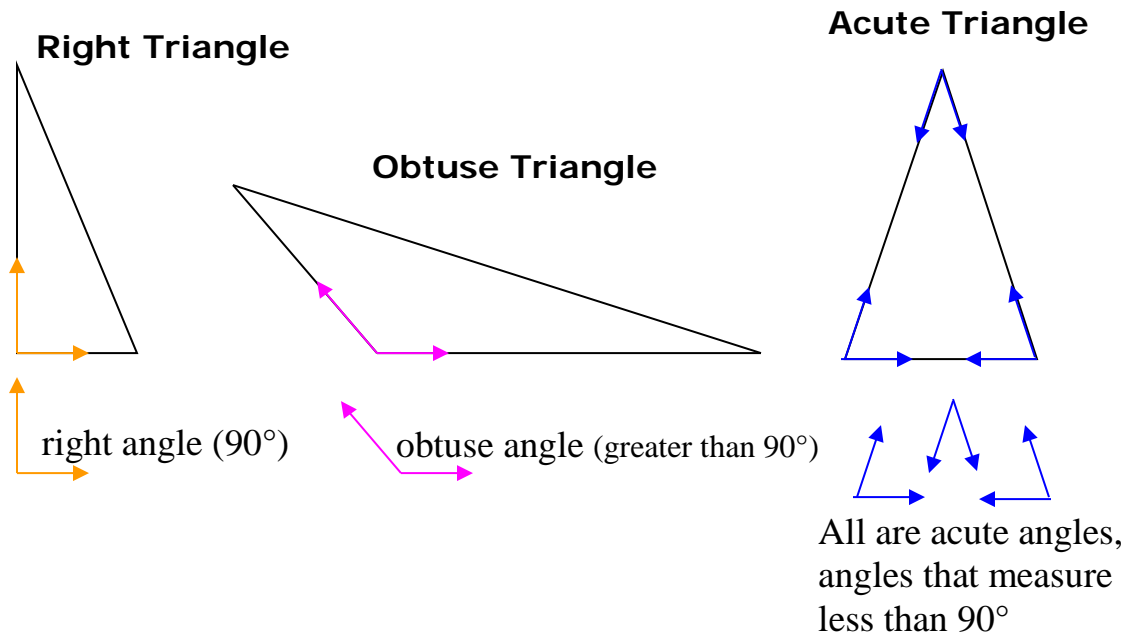 Right Triangle
Acute Triangle
Obtuse Triangle
right angle (90°)
obtuse angle (greater than 90°)
All are acute angles,
angles that measure
less than 90°